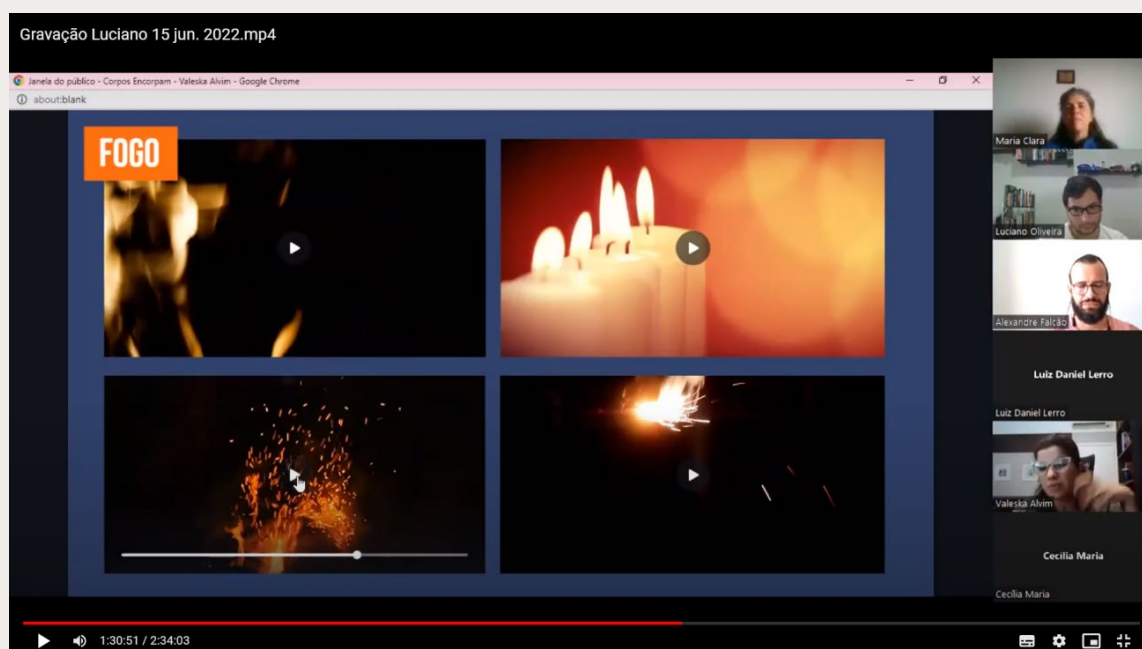 Gravação Luciano 15 jun. 2022.mp4
Janela do público - Corpos Encorpam - Valeska Alvim - Google Chrome
about:blank
FOGO
Maria Clara
Luciano Oliveira
Alexandre Falcão
Luiz Daniel Lerro
Luiz Daniel Lerro
Valeska Alvim
Cecília Maria
Cecília Maria
1:30:51 / 2:34:03